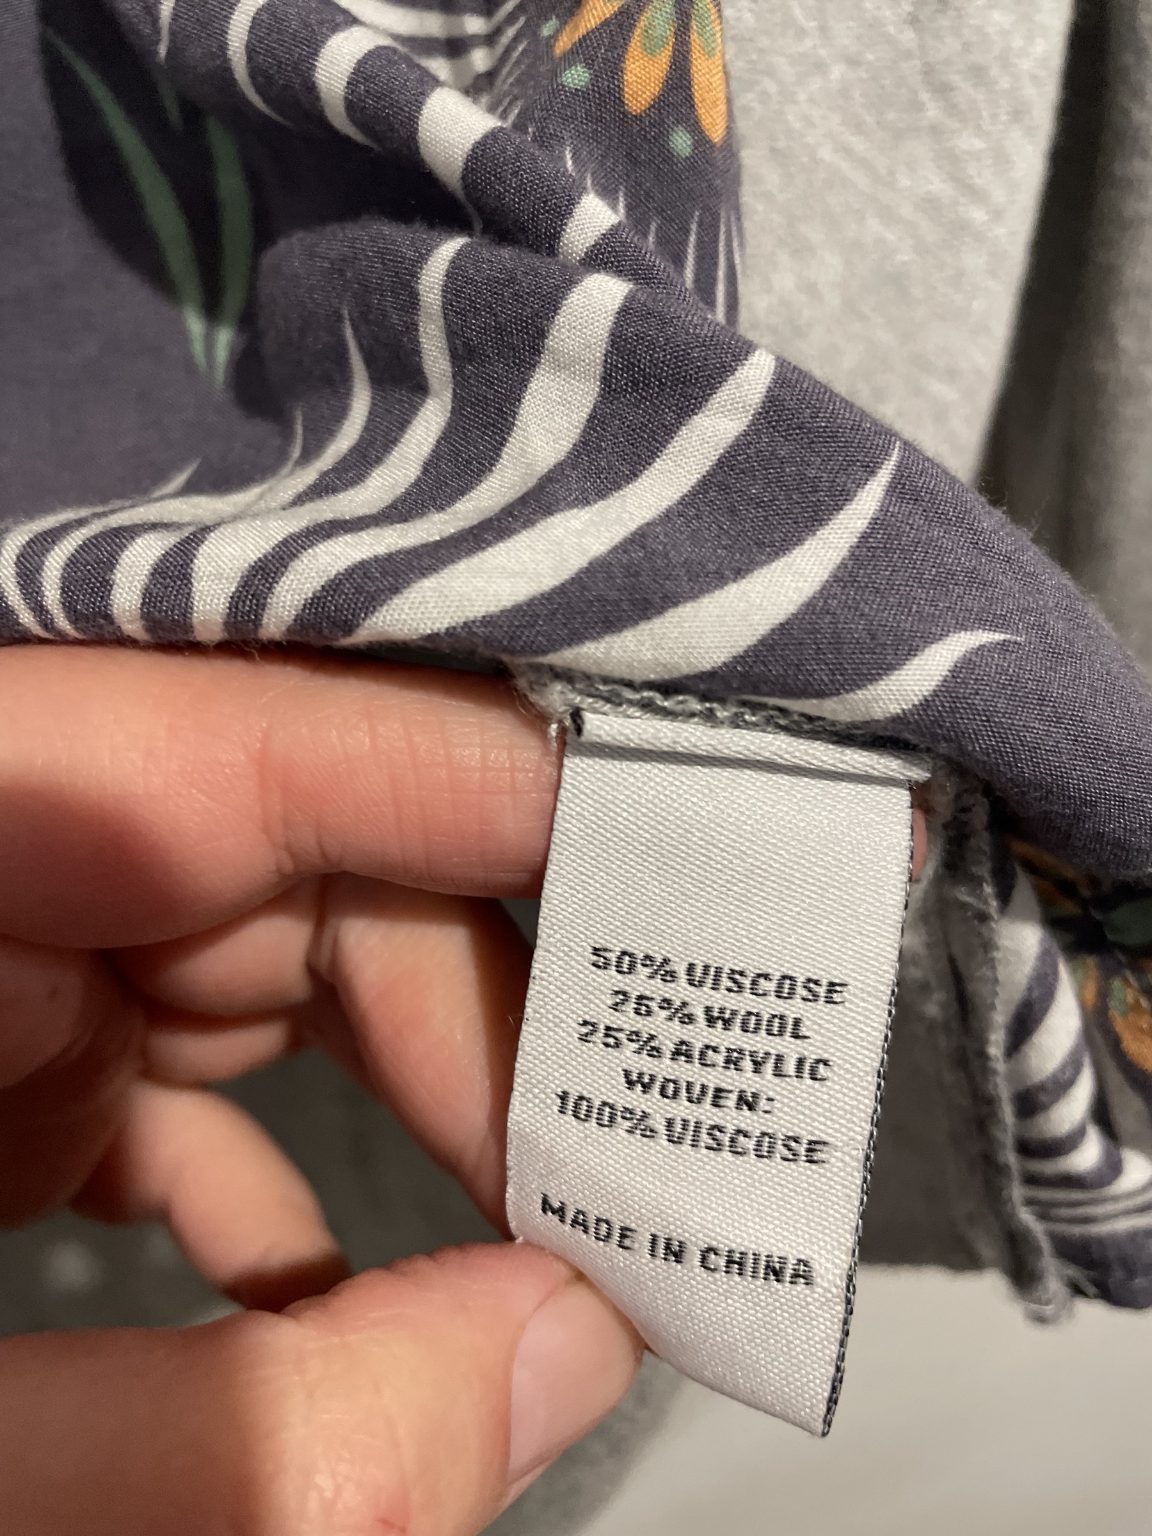 50% VISCOSE
25% WOOL
25% ACRYLIC
WOVEN:
100% VISCOSE
MADE IN CHINA